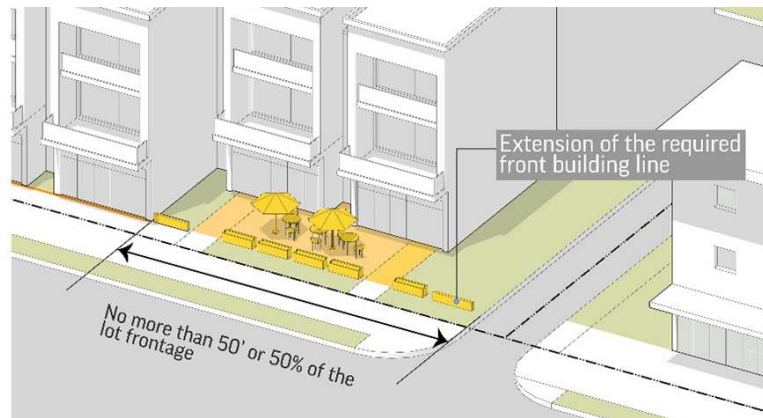 Extension of the required
front building line
No more than 50' or 50% of the
lot frontage